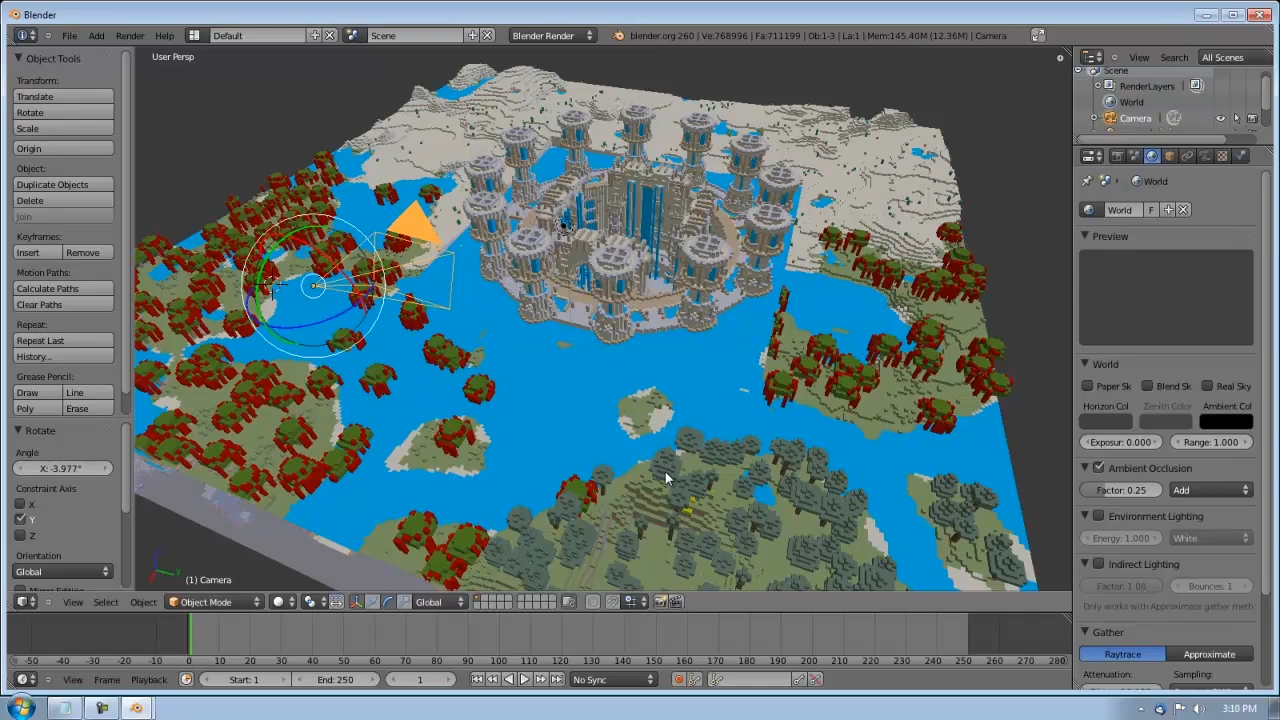 Blender
File Add Render Help Default Scene Blender Render blender.org 260 | Ve:768996 | Fa:711199 | Ob:1-3 | La:1 | Mem:145.40M (12.36M) | Camera
Object Tools
Transform:
Translate
Rotate
Scale
Origin
Object:
Duplicate Objects
Delete
Join
Keyframes:
Insert Remove
Motion Paths:
Calculate Paths
Clear Paths
Repeat:
Repeat Last
History...
Grease Pencil:
Draw Line
Poly Erase
Rotate
Angle
X: -3.977°
Constraint Axis
X
Y
Z
Orientation
Global
User Persp
(1) Camera
View Select Object Object Mode Global
-50 -40 -30 -20 -10 0 10 20 30 40 50 60 70 80 90 100 110 120 130 140 150 160 170 180 190 200 210 220 230 240 250 260 270 280
View Frame Playback Start: 1 End: 250 1 No Sync
View Search All Scenes
Scene
RenderLayers
World
Camera
World
World F
Preview
World
Paper Sk Blend Sk Real Sky
Horizon Col Zenith Color Ambient Col
Exposur: 0.000 Range: 1.000
Ambient Occlusion
Factor: 0.25 Add
Environment Lighting
Energy: 1.000 White
Indirect Lighting
Factor: 1.00 Bounces: 1
Only works with Approximate gather meth
Gather
Raytrace Approximate
Attenuation: Sampling:
3:10 PM